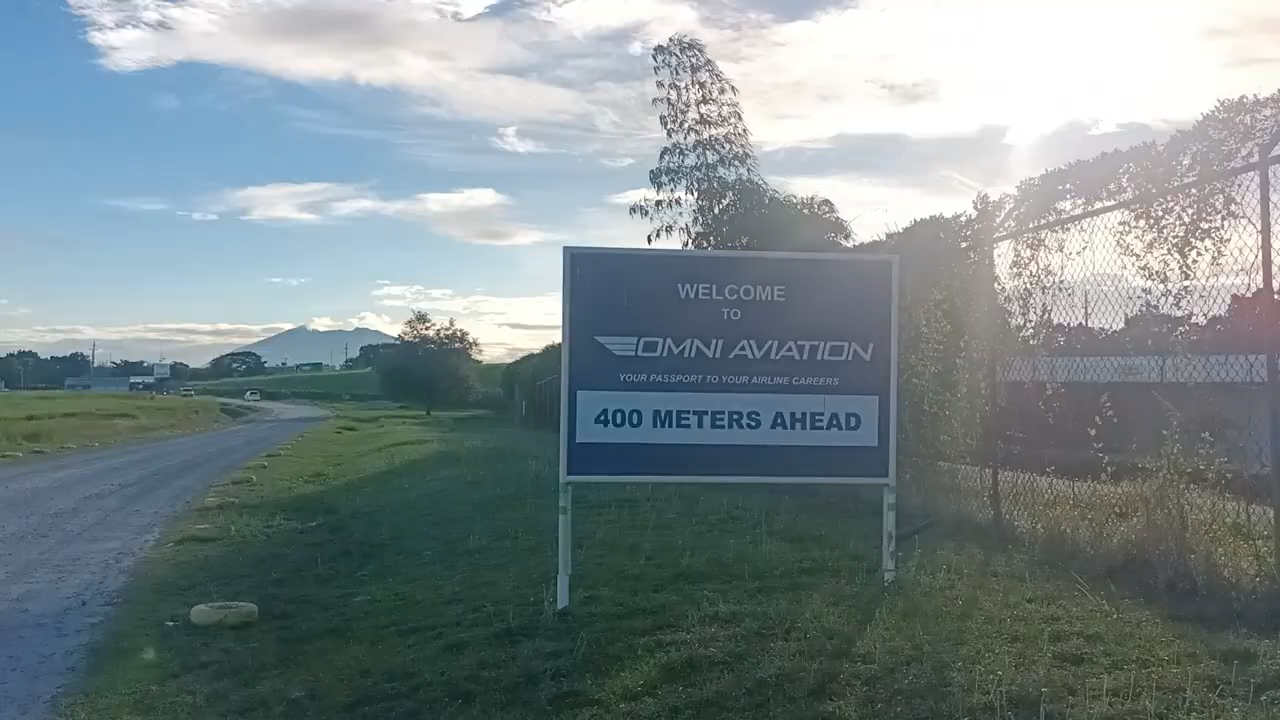 WELCOME
TO
OMNI AVIATION
YOUR PASSPORT TO YOUR AIRLINE CAREERS
400 METERS AHEAD